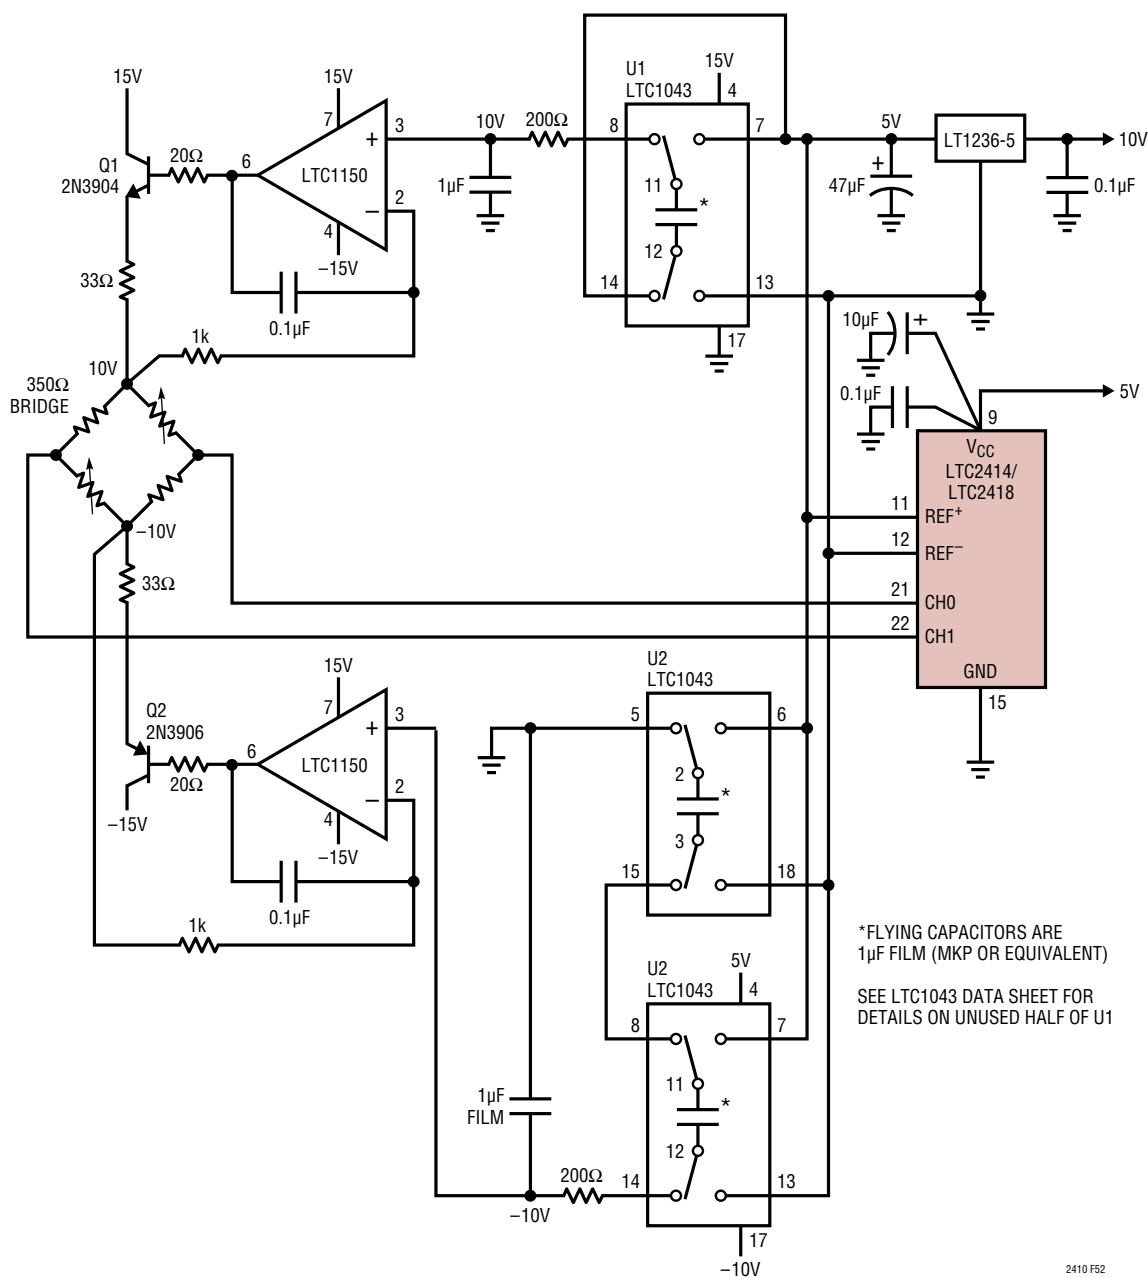 15V
Q1
2N3904
20Ω
6
15V
7
LTC1150
+
3
–
2
4
–15V
0.1µF
33Ω
1k
10V
350Ω
BRIDGE
–10V
33Ω
10V
1µF
200Ω
U1
LTC1043
15V
4
8
7
11
*
12
14
13
17
5V
+
47µF
LT1236-5
10V
0.1µF
10µF
+
0.1µF
5V
9
VCC
LTC2414/
LTC2418
11
REF+
12
REF–
21
CH0
22
CH1
GND
15
Q2
2N3906
20Ω
–15V
6
15V
7
LTC1150
+
3
–
2
4
–15V
0.1µF
1k
U2
LTC1043
5
6
2
*
3
15
18
U2
LTC1043
5V
4
8
7
11
*
12
14
13
17
–10V
1µF
FILM
200Ω
–10V
*FLYING CAPACITORS ARE
1µF FILM (MKP OR EQUIVALENT)
SEE LTC1043 DATA SHEET FOR
DETAILS ON UNUSED HALF OF U1
2410 F52